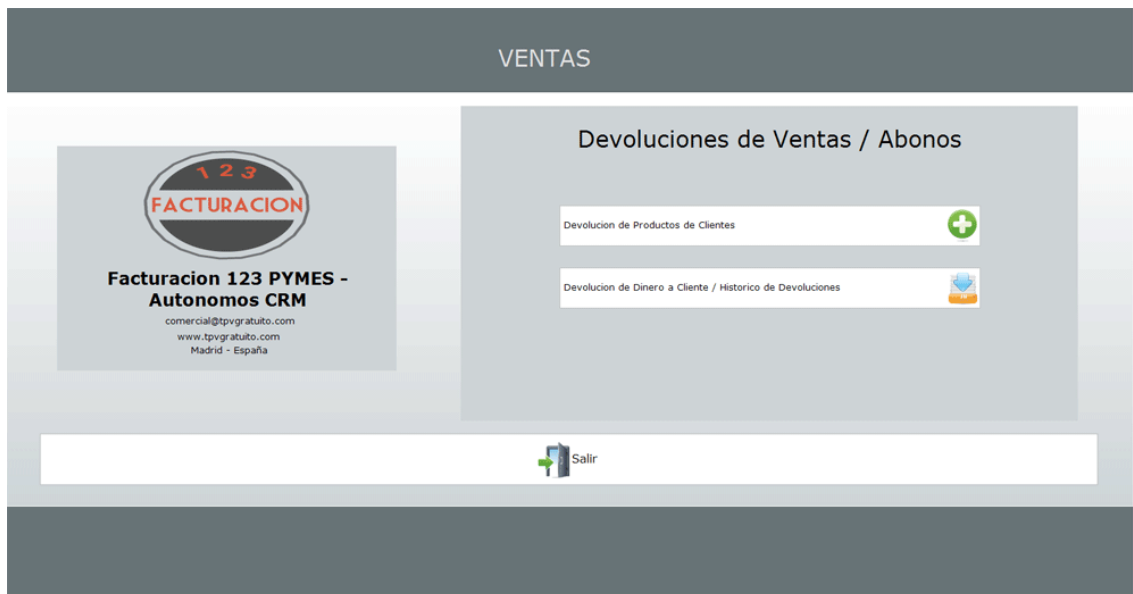 VENTAS
1 2 3
FACTURACION
Facturacion 123 PYMES -
Autonomos CRM
comercial@tpvgratuito.com
www.tpvgratuito.com
Madrid - España
Devoluciones de Ventas / Abonos
Devolucion de Productos de Clientes
Devolucion de Dinero a Cliente / Historico de Devoluciones
Salir